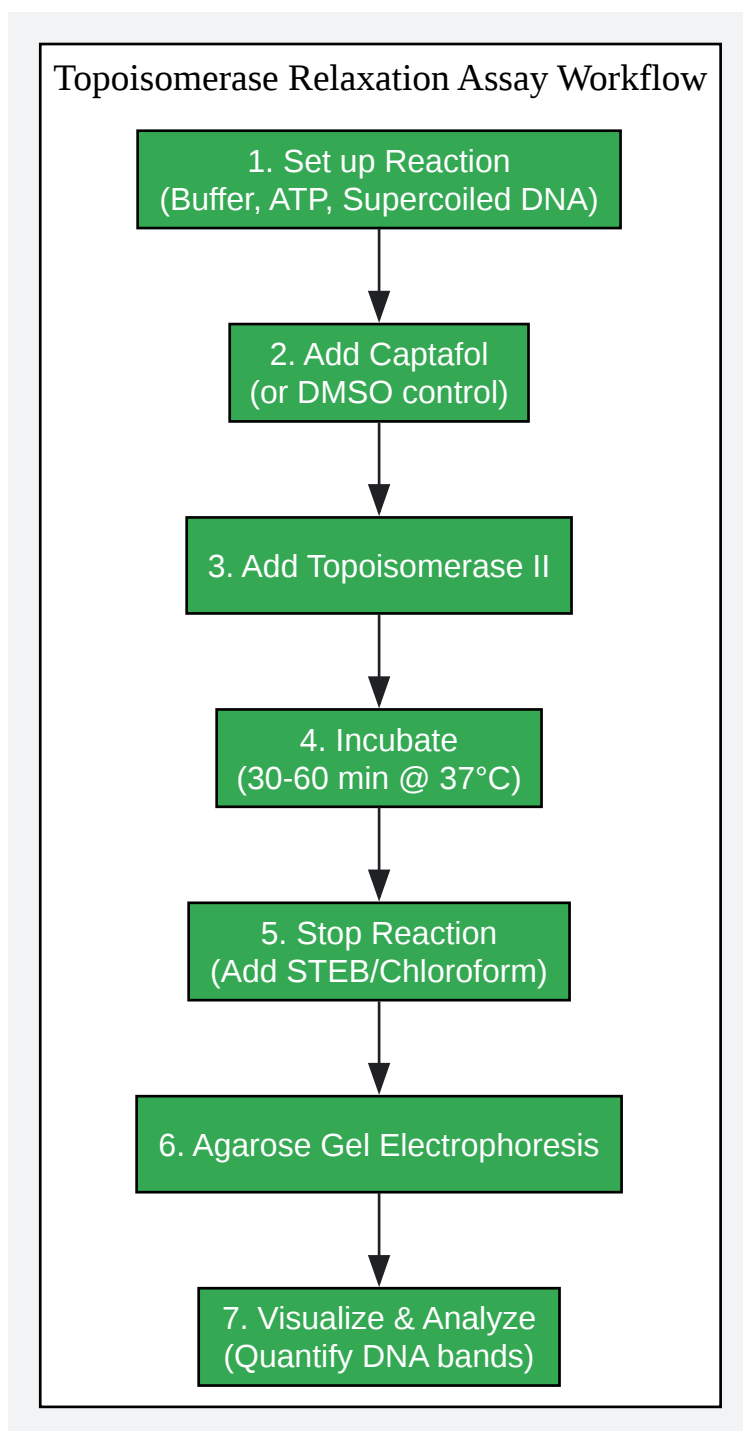 Topoisomerase Relaxation Assay Workflow
1. Set up Reaction
(Buffer, ATP, Supercoiled DNA)
2. Add Captafol
(or DMSO control)
3. Add Topoisomerase II
4. Incubate
(30-60 min @ 37°C)
5. Stop Reaction
(Add STEB/Chloroform)
6. Agarose Gel Electrophoresis
7. Visualize & Analyze
(Quantify DNA bands)